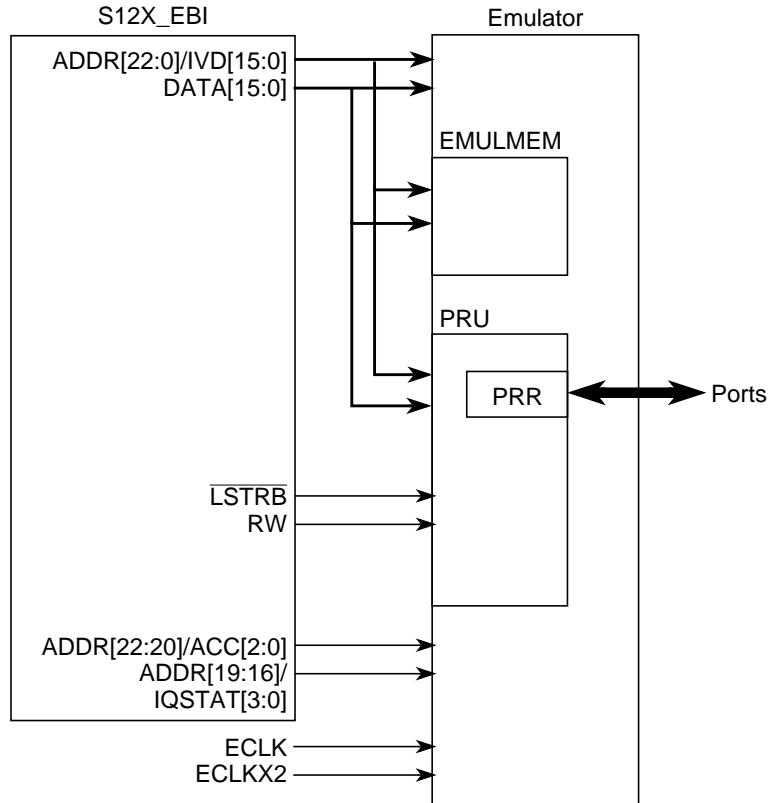 S12X_EBI
Emulator
ADDR[22:0]/IVD[15:0]
DATA[15:0]
EMULMEM
PRU
PRR
Ports
LSTRB
RW
ADDR[22:20]/ACC[2:0]
ADDR[19:16]/
IQSTAT[3:0]
ECLK
ECLKX2